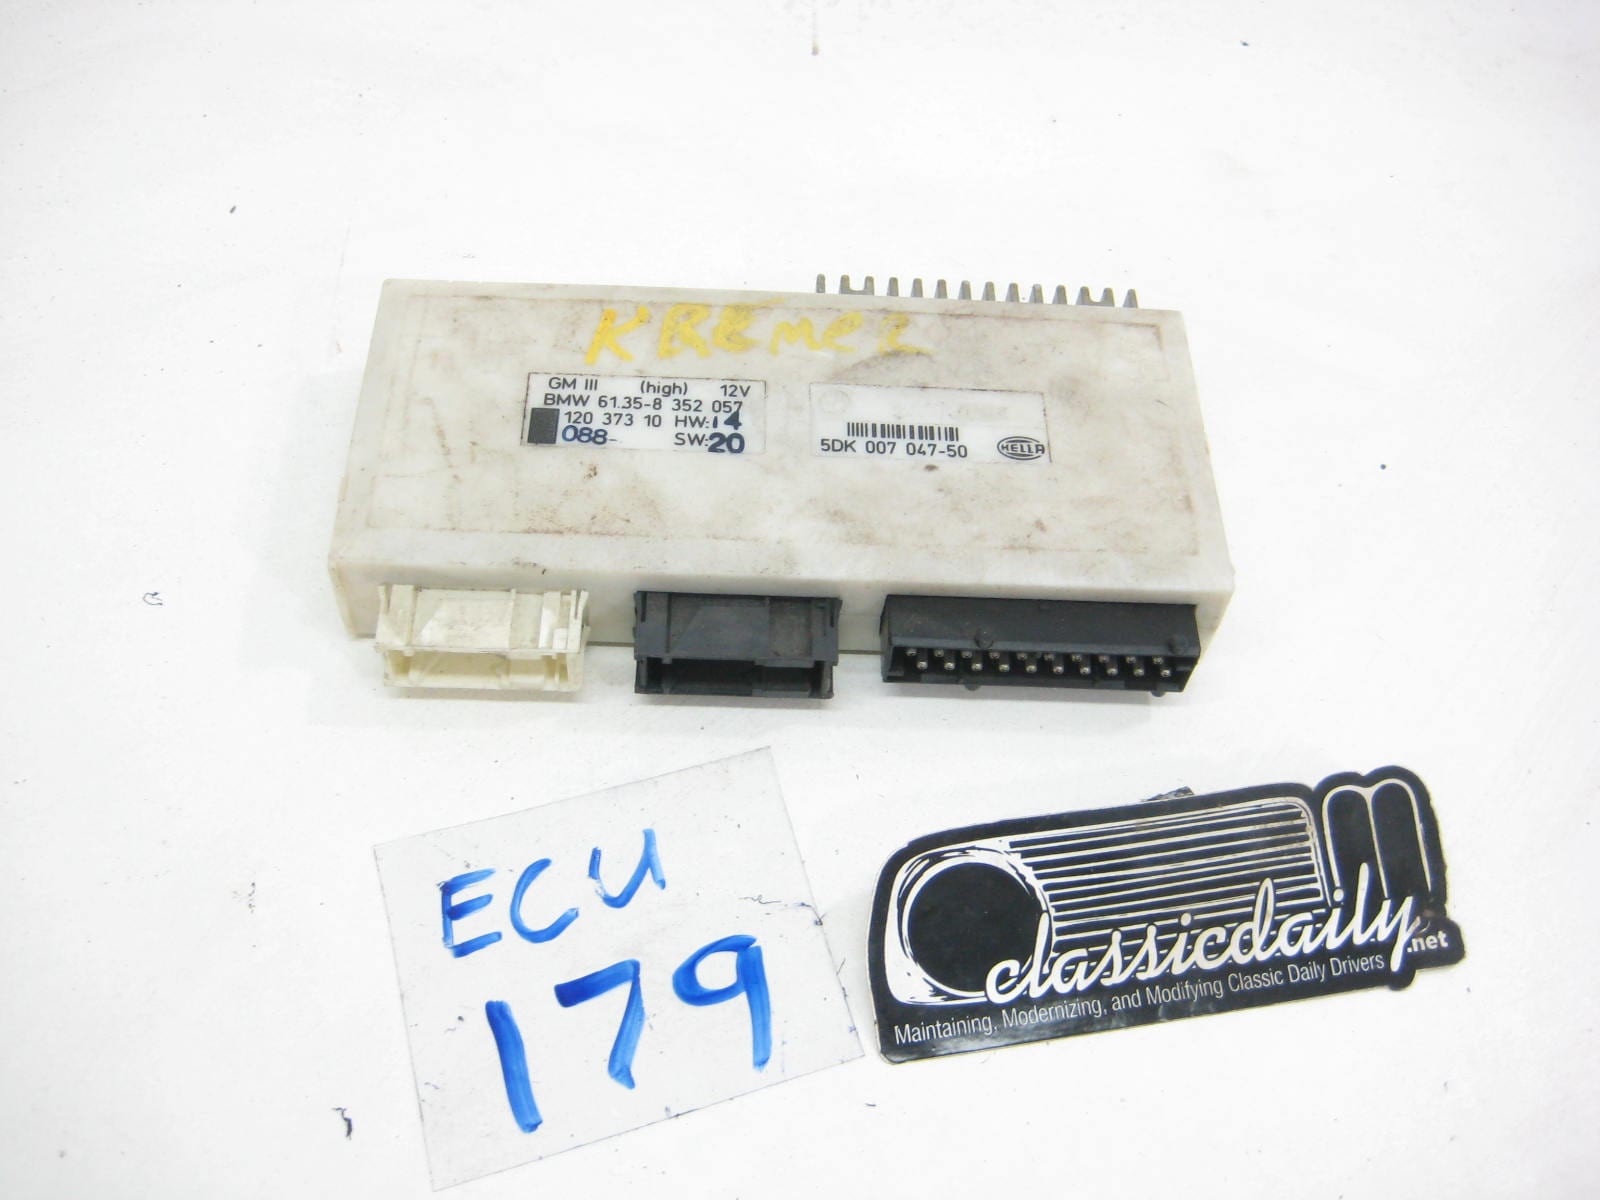 KREMER
GM III (high) 12V
BMW 61.35-8 352 057
120 373 10 HW: 14
088- SW: 20
5DK 007 047-50
HELLA
ECU
179
classicdaily.net
Maintaining, Modernizing, and Modifying Classic Daily Drivers